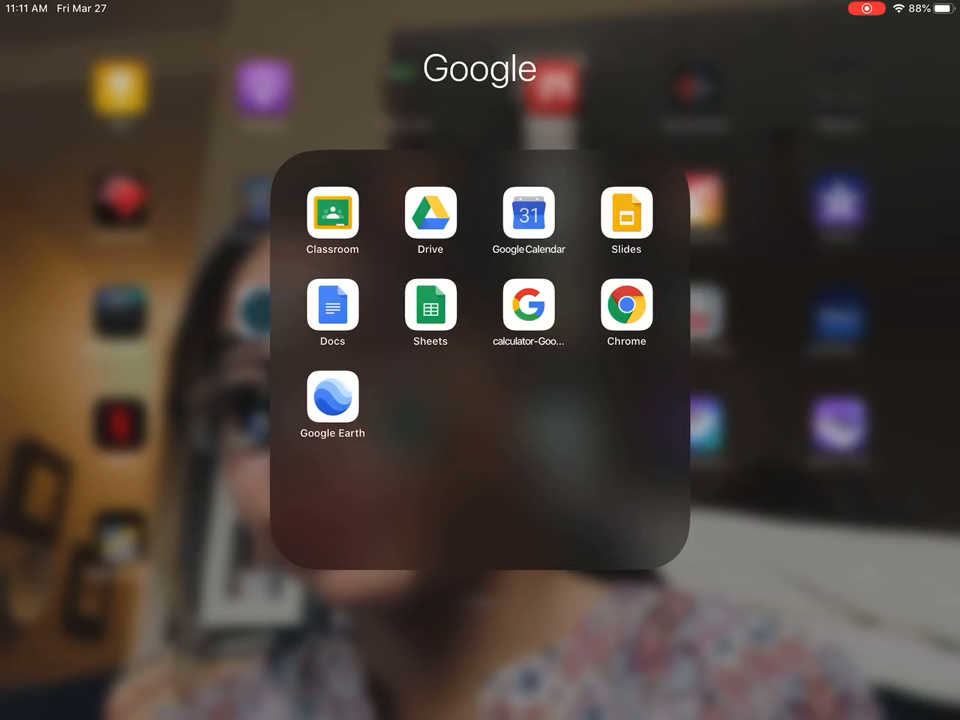 11:11 AM Fri Mar 27
88%
Google
Classroom
Drive
Google Calendar
31
Slides
Docs
Sheets
calculator-Goo...
Chrome
Google Earth